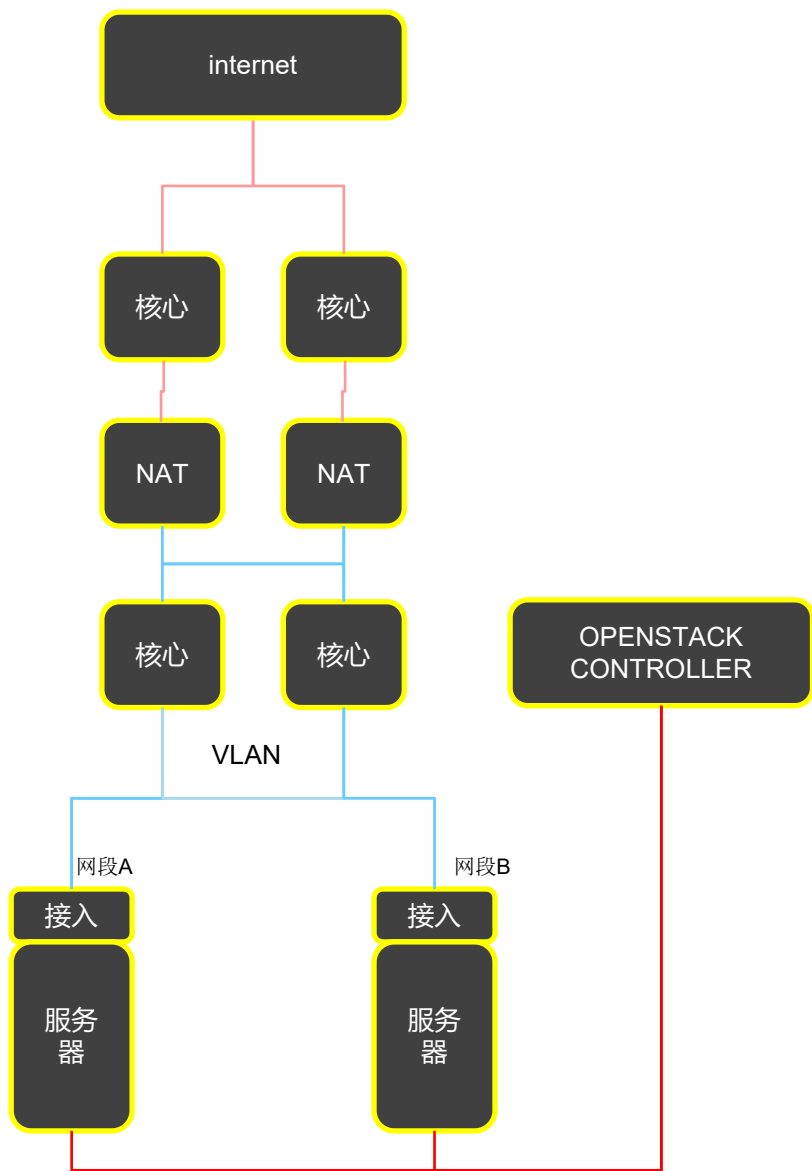 internet
核心
核心
NAT
NAT
核心
核心
OPENSTACK
CONTROLLER
VLAN
网段A
网段B
接入
接入
服务
器
服务
器